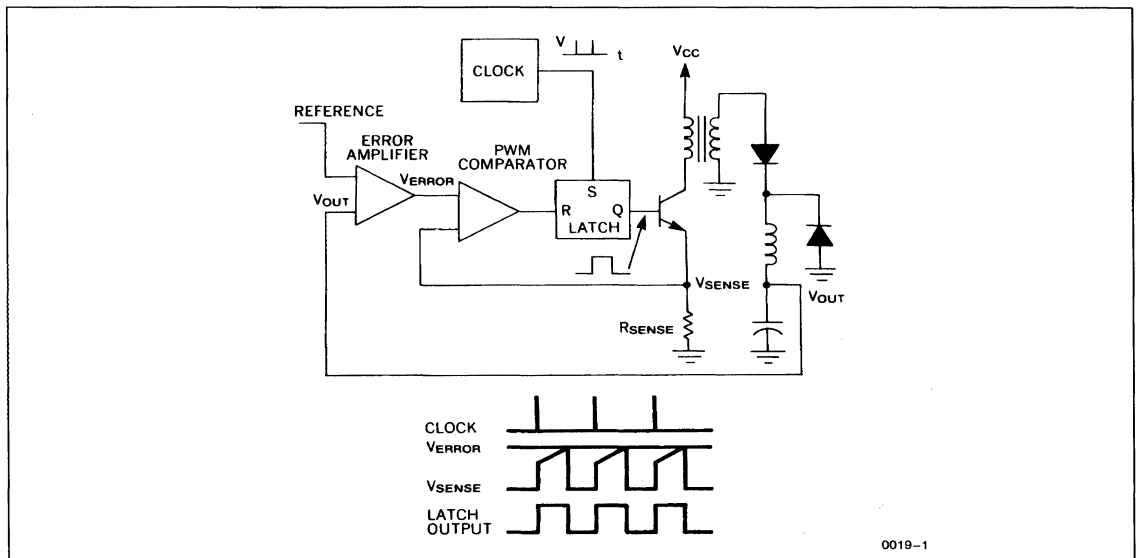 V
t
VCC
CLOCK
REFERENCE
ERROR
AMPLIFIER
PWM
COMPARATOR
VERROR
VOUT
S
R Q
LATCH
VSENSE
VOUT
RSENSE
CLOCK
VERROR
VSENSE
LATCH
OUTPUT
0019-1